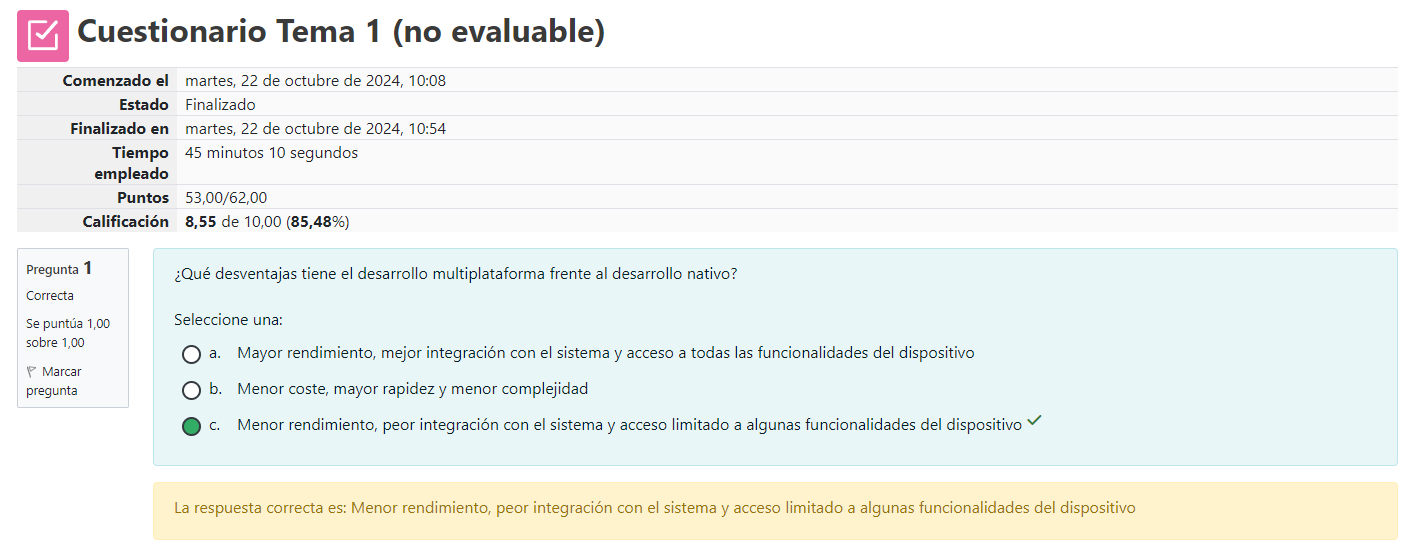 Cuestionario Tema 1 (no evaluable)
Comenzado el martes, 22 de octubre de 2024, 10:08
Estado Finalizado
Finalizado en martes, 22 de octubre de 2024, 10:54
Tiempo empleado 45 minutos 10 segundos
Puntos 53,00/62,00
Calificación 8,55 de 10,00 (85,48%)
Pregunta 1
Correcta
Se puntúa 1,00
sobre 1,00
Marcar
pregunta
¿Qué desventajas tiene el desarrollo multiplataforma frente al desarrollo nativo?
Seleccione una:
a. Mayor rendimiento, mejor integración con el sistema y acceso a todas las funcionalidades del dispositivo
b. Menor coste, mayor rapidez y menor complejidad
c. Menor rendimiento, peor integración con el sistema y acceso limitado a algunas funcionalidades del dispositivo
La respuesta correcta es: Menor rendimiento, peor integración con el sistema y acceso limitado a algunas funcionalidades del dispositivo